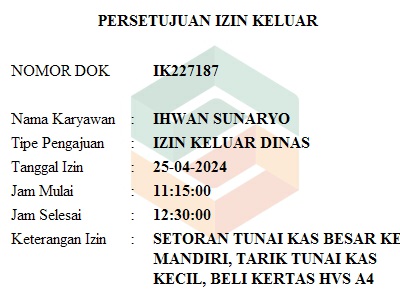 PERSETUJUAN IZIN KELUAR
NOMOR DOK IK227187
Nama Karyawan : IHWAN SUNARYO
Tipe Pengajuan : IZIN KELUAR DINAS
Tanggal Izin : 25-04-2024
Jam Mulai : 11:15:00
Jam Selesai : 12:30:00
Keterangan Izin : SETORAN TUNAI KAS BESAR KE
MANDIRI, TARIK TUNAI KAS
KECIL, BELI KERTAS HVS A4